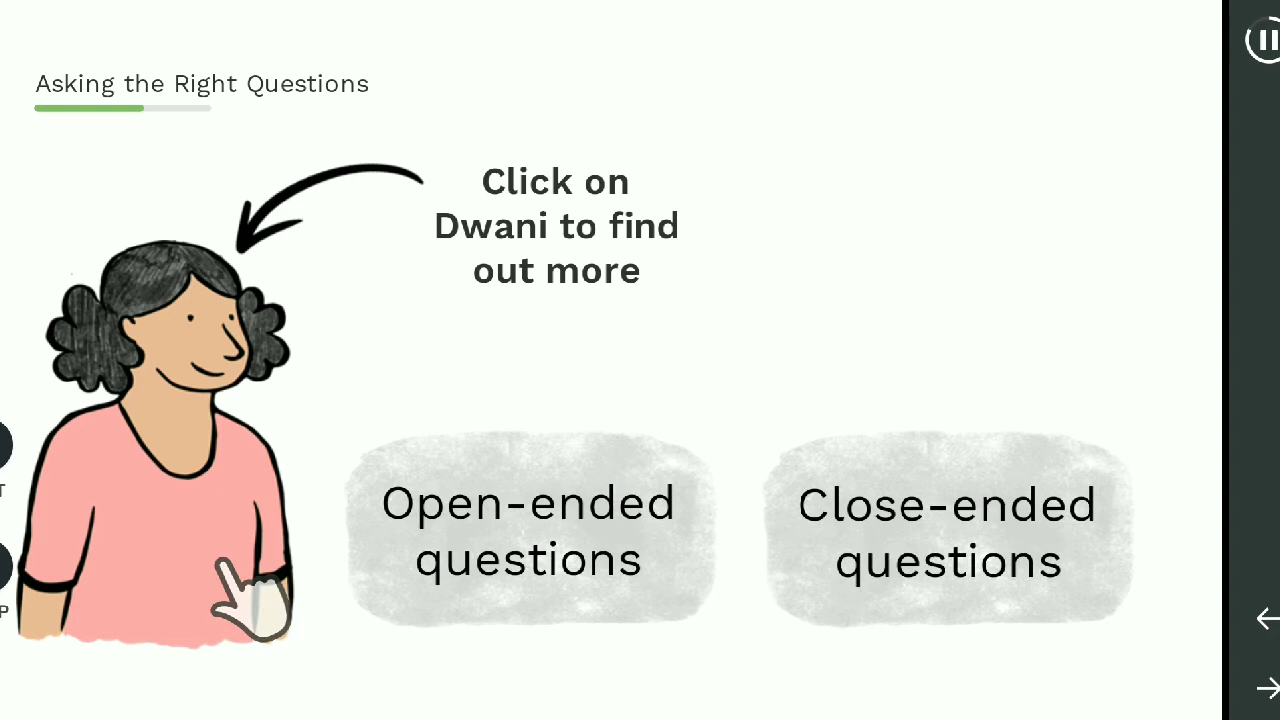 Asking the Right Questions
Click on
Dwani to find
out more
Open-ended
questions
Close-ended
questions
T
P